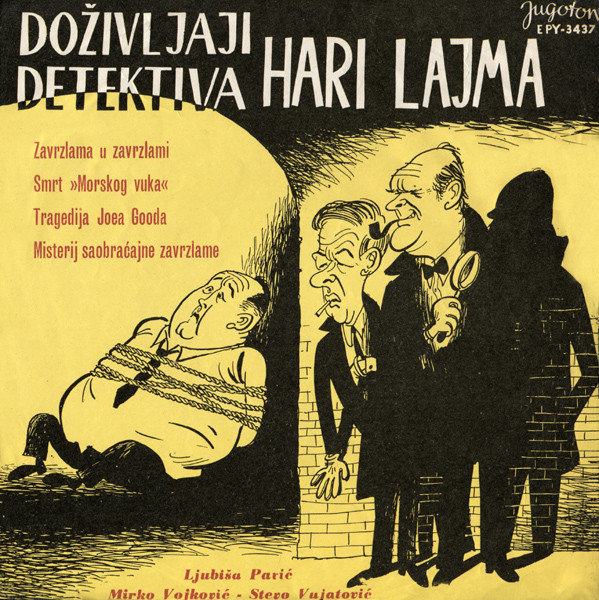 Jugoton
EPY-3437
DOŽIVLJAJI
DETEKTIVA HARI LAJMA
Zavrzlama u zavrzlami
Smrt »Morskog vuka«
Tragedija Joea Gooda
Misterij saobraćajne zavrzlame
Ljubiša Pavić
Mirko Vojković - Stevo Vujatović